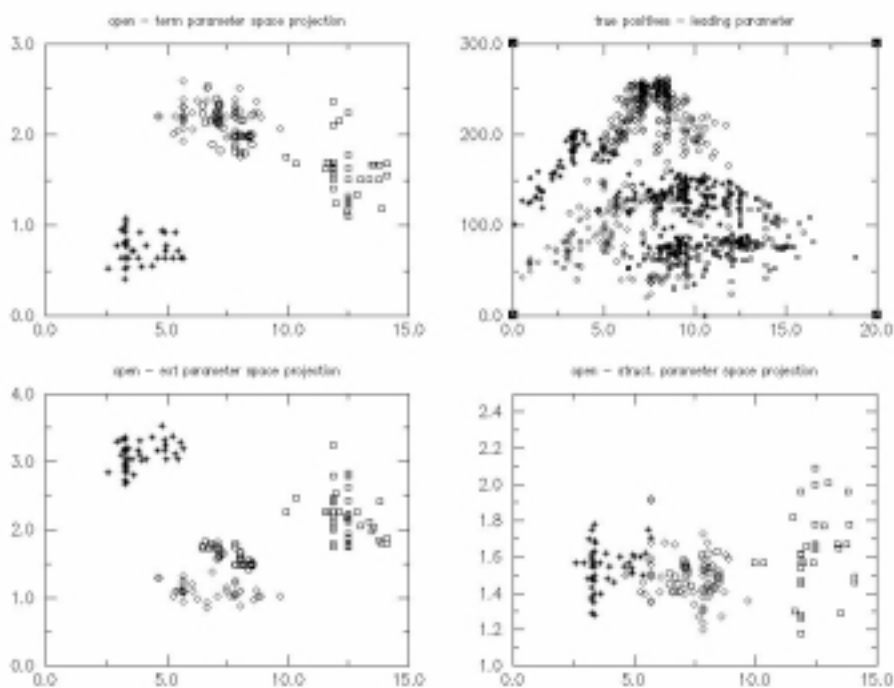 open - term parameter space projection
3.0
2.0
1.0
0.0
0.0 5.0 10.0 15.0
true positives - leading parameter
300.0
200.0
100.0
0.0
0.0 5.0 10.0 15.0 20.0
open - ext parameter space projection
4.0
3.0
2.0
1.0
0.0
0.0 5.0 10.0 15.0
open - struct. parameter space projection
2.4
2.2
2.0
1.8
1.6
1.4
1.2
1.0
0.0 5.0 10.0 15.0